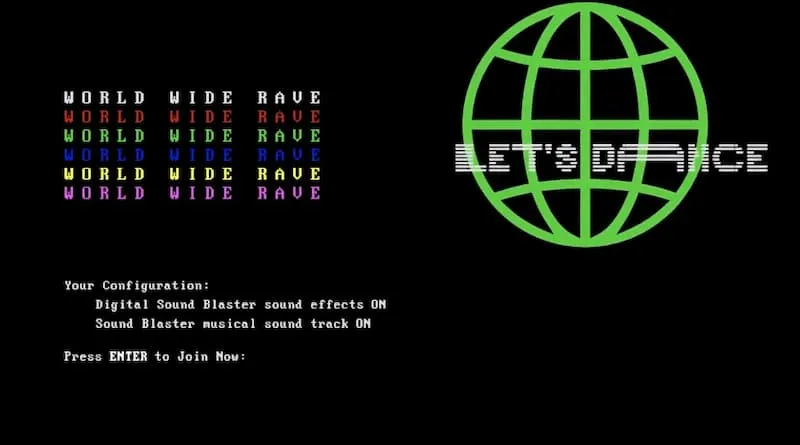 WORLD WIDE RAVE
WORLD WIDE RAVE
WORLD WIDE RAVE
WORLD WIDE RAVE
WORLD WIDE RAVE
WORLD WIDE RAVE
LET'S DANCE
Your Configuration:
Digital Sound Blaster sound effects ON
Sound Blaster musical sound track ON
Press ENTER to Join Now: